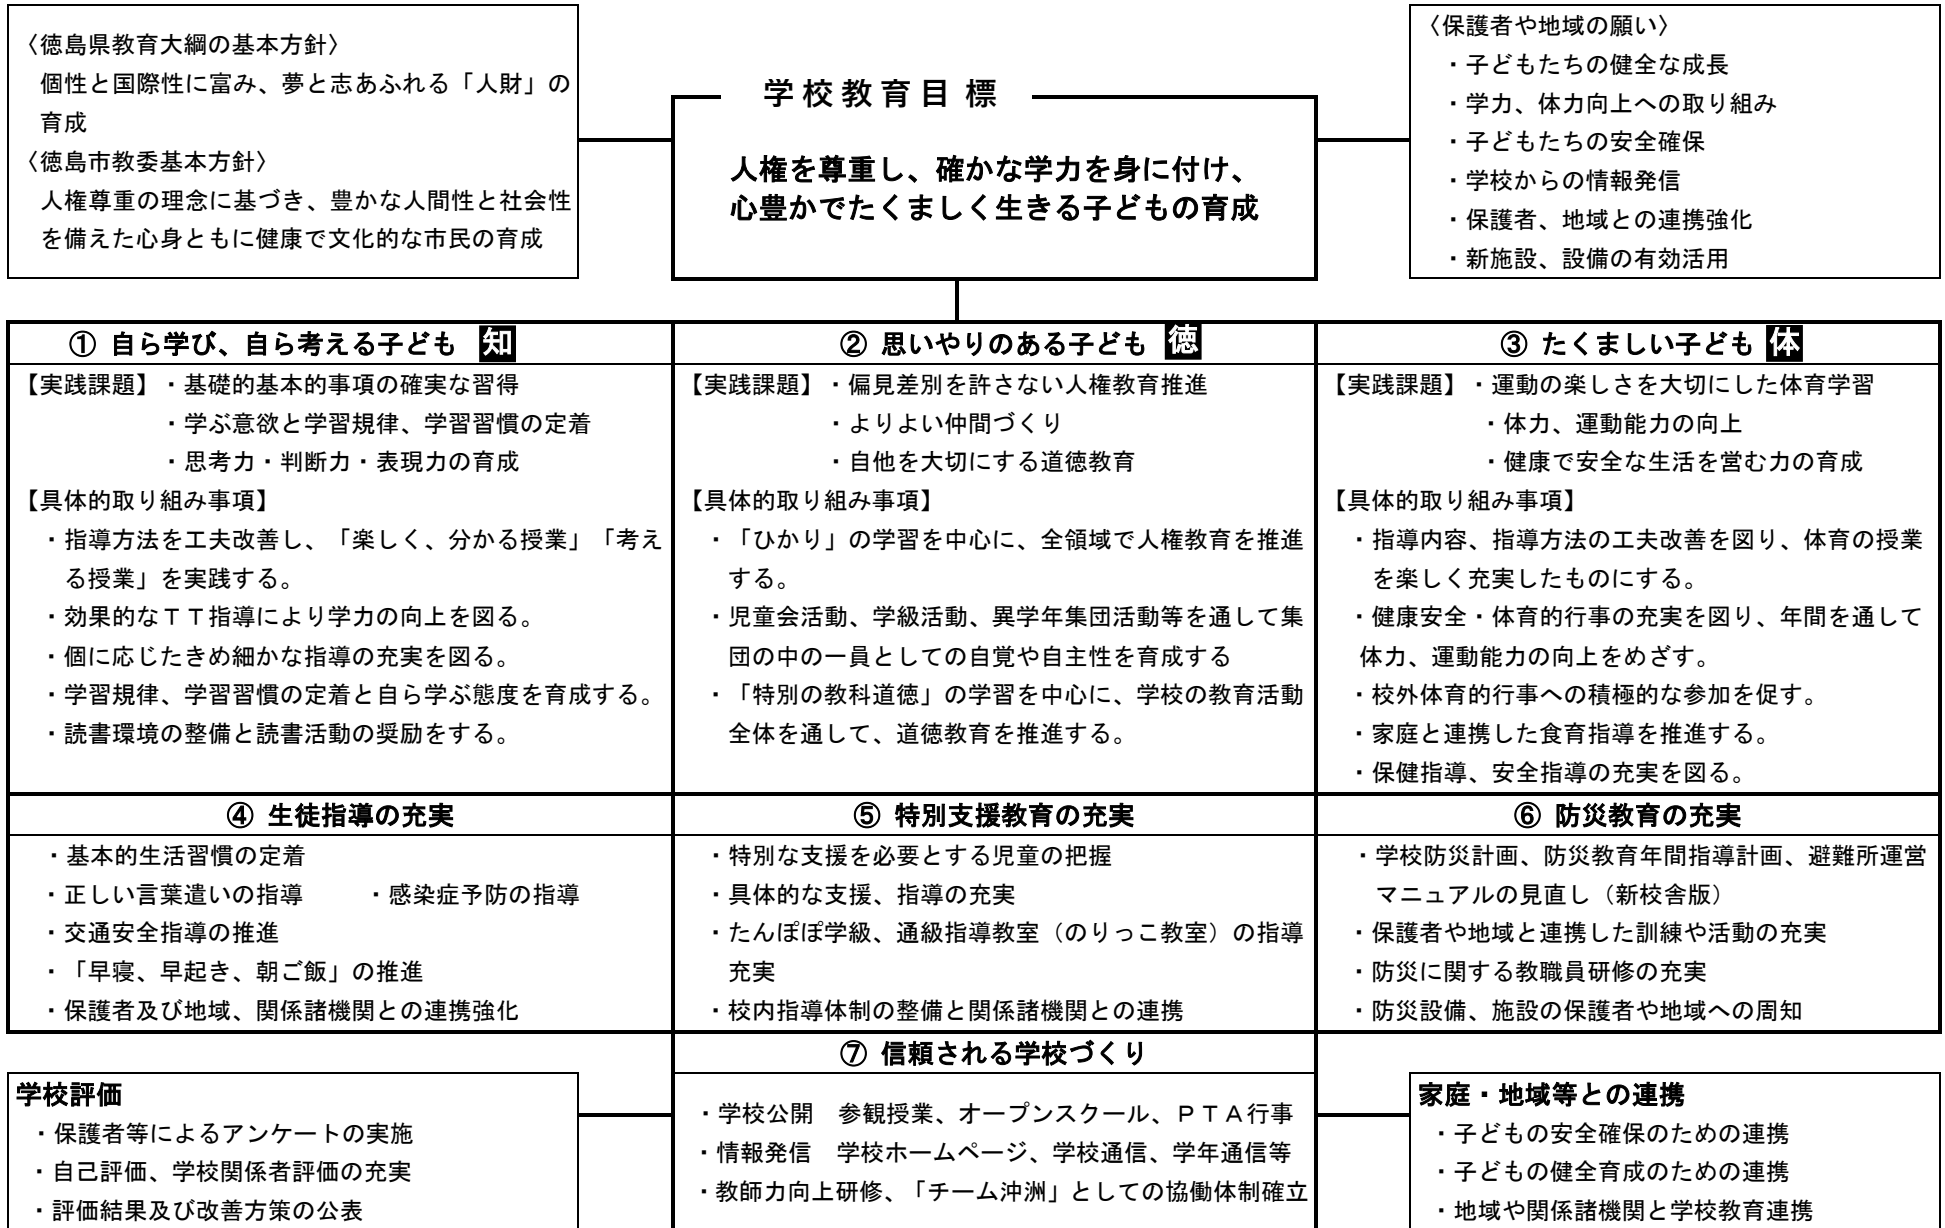 〈徳島県教育大綱の基本方針〉
個性と国際性に富み、夢と志あふれる「人財」の
育成
〈徳島市教委基本方針〉
人権尊重の理念に基づき、豊かな人間性と社会性
を備えた心身ともに健康で文化的な市民の育成
学校教育目標
人権を尊重し、確かな学力を身に付け、
心豊かでたくましく生きる子どもの育成
〈保護者や地域の願い〉
・子どもたちの健全な成長
・学力、体力向上への取り組み
・子どもたちの安全確保
・学校からの情報発信
・保護者、地域との連携強化
・新施設、設備の有効活用
① 自ら学び、自ら考える子ども 知
【実践課題】・基礎的基本的事項の確実な習得
・学ぶ意欲と学習規律、学習習慣の定着
・思考力・判断力・表現力の育成
【具体的取り組み事項】
・指導方法を工夫改善し、「楽しく、分かる授業」「考え
る授業」を実践する。
・効果的なTT指導により学力の向上を図る。
・個に応じたきめ細かな指導の充実を図る。
・学習規律、学習習慣の定着と自ら学ぶ態度を育成する。
・読書環境の整備と読書活動の奨励をする。
② 思いやりのある子ども 徳
【実践課題】・偏見差別を許さない人権教育推進
・よりよい仲間づくり
・自他を大切にする道徳教育
【具体的取り組み事項】
・「ひかり」の学習を中心に、全領域で人権教育を推進
する。
・児童会活動、学級活動、異学年集団活動等を通して集
団の中の一員としての自覚や自主性を育成する
・「特別の教科道徳」の学習を中心に、学校の教育活動
全体を通して、道徳教育を推進する。
③ たくましい子ども 体
【実践課題】・運動の楽しさを大切にした体育学習
・体力、運動能力の向上
・健康で安全な生活を営む力の育成
【具体的取り組み事項】
・指導内容、指導方法の工夫改善を図り、体育の授業
を楽しく充実したものにする。
・健康安全・体育的行事の充実を図り、年間を通して
体力、運動能力の向上をめざす。
・校外体育的行事への積極的な参加を促す。
・家庭と連携した食育指導を推進する。
・保健指導、安全指導の充実を図る。
④ 生徒指導の充実
・基本的生活習慣の定着
・正しい言葉遣いの指導 ・感染症予防の指導
・交通安全指導の推進
・「早寝、早起き、朝ご飯」の推進
・保護者及び地域、関係諸機関との連携強化
⑤ 特別支援教育の充実
・特別な支援を必要とする児童の把握
・具体的な支援、指導の充実
・たんぽぽ学級、通級指導教室（のりっこ教室）の指導
充実
・校内指導体制の整備と関係諸機関との連携
⑥ 防災教育の充実
・学校防災計画、防災教育年間指導計画、避難所運営
マニュアルの見直し（新校舎版）
・保護者や地域と連携した訓練や活動の充実
・防災に関する教職員研修の充実
・防災設備、施設の保護者や地域への周知
学校評価
・保護者等によるアンケートの実施
・自己評価、学校関係者評価の充実
・評価結果及び改善方策の公表
⑦ 信頼される学校づくり
・学校公開 参観授業、オープンスクール、PTA行事
・情報発信 学校ホームページ、学校通信、学年通信等
・教師力向上研修、「チーム沖洲」としての協働体制確立
家庭・地域等との連携
・子どもの安全確保のための連携
・子どもの健全育成のための連携
・地域や関係諸機関と学校教育連携